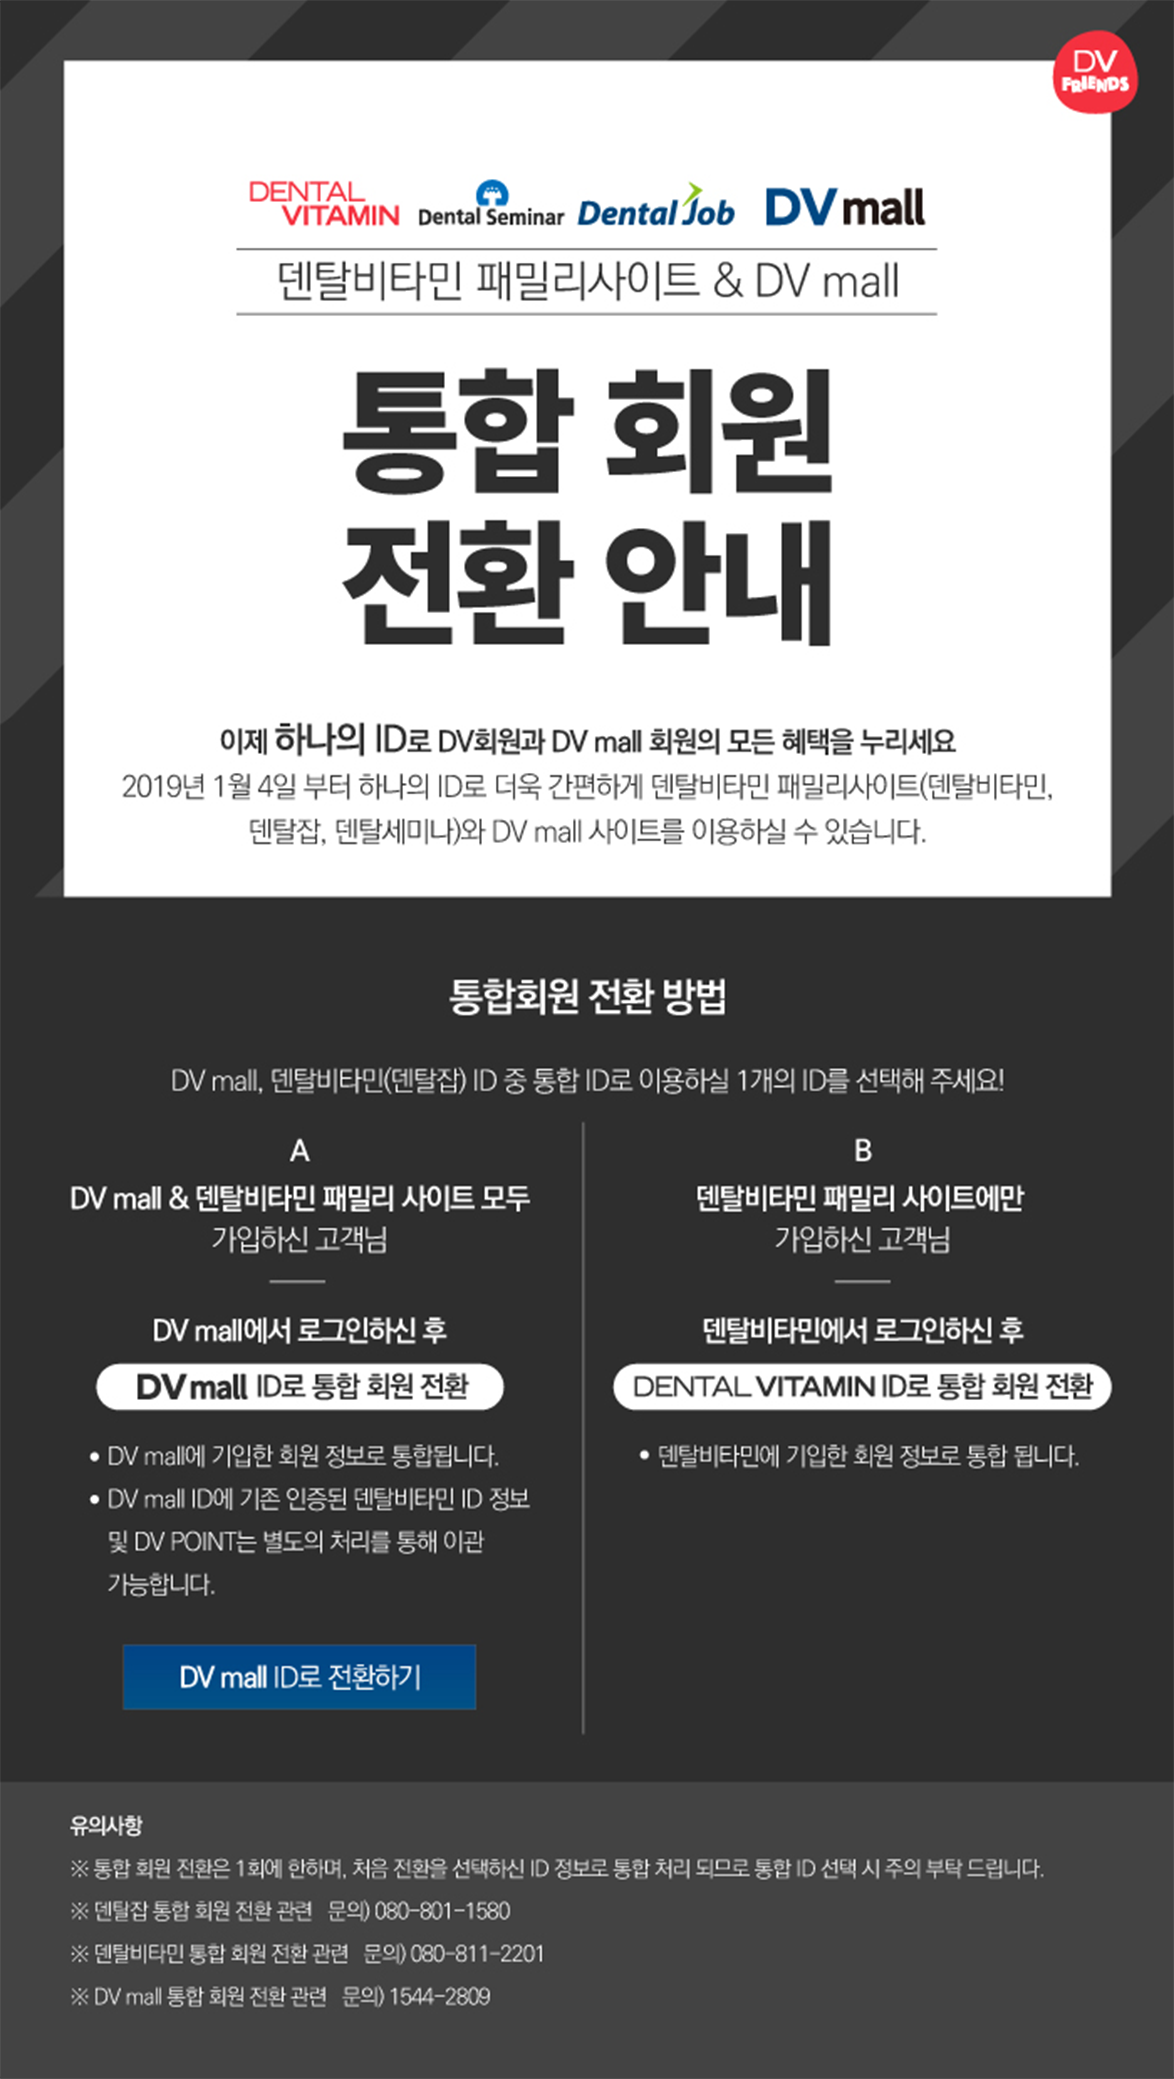 DV
FRIENDS
DENTAL
VITAMIN
Dental Seminar
Dental Job
DV mall
덴탈비타민 패밀리사이트 & DV mall
통합 회원
전환 안내
이제 하나의 ID로 DV회원과 DV mall 회원의 모든 혜택을 누리세요
2019년 1월 4일 부터 하나의 ID로 더욱 간편하게 덴탈비타민 패밀리사이트(덴탈비타민,
덴탈잡, 덴탈세미나)와 DV mall 사이트를 이용하실 수 있습니다.
통합회원 전환 방법
DV mall, 덴탈비타민(덴탈잡) ID 중 통합 ID로 이용하실 1개의 ID를 선택해 주세요!
A
DV mall & 덴탈비타민 패밀리 사이트 모두
가입하신 고객님
DV mall에서 로그인하신 후
DV mall ID로 통합 회원 전환
• DV mall에 기입한 회원 정보로 통합됩니다.
• DV mall ID에 기존 인증된 덴탈비타민 ID 정보
및 DV POINT는 별도의 처리를 통해 이관
가능합니다.
DV mall ID로 전환하기
B
덴탈비타민 패밀리 사이트에만
가입하신 고객님
덴탈비타민에서 로그인하신 후
DENTAL VITAMIN ID로 통합 회원 전환
• 덴탈비타민에 기입한 회원 정보로 통합 됩니다.
유의사항
※ 통합 회원 전환은 1회에 한하며, 처음 전환을 선택하신 ID 정보로 통합 처리 되므로 통합 ID 선택 시 주의 부탁 드립니다.
※ 덴탈잡 통합 회원 전환 관련 문의) 080-801-1580
※ 덴탈비타민 통합 회원 전환 관련 문의) 080-811-2201
※ DV mall 통합 회원 전환 관련 문의) 1544-2809